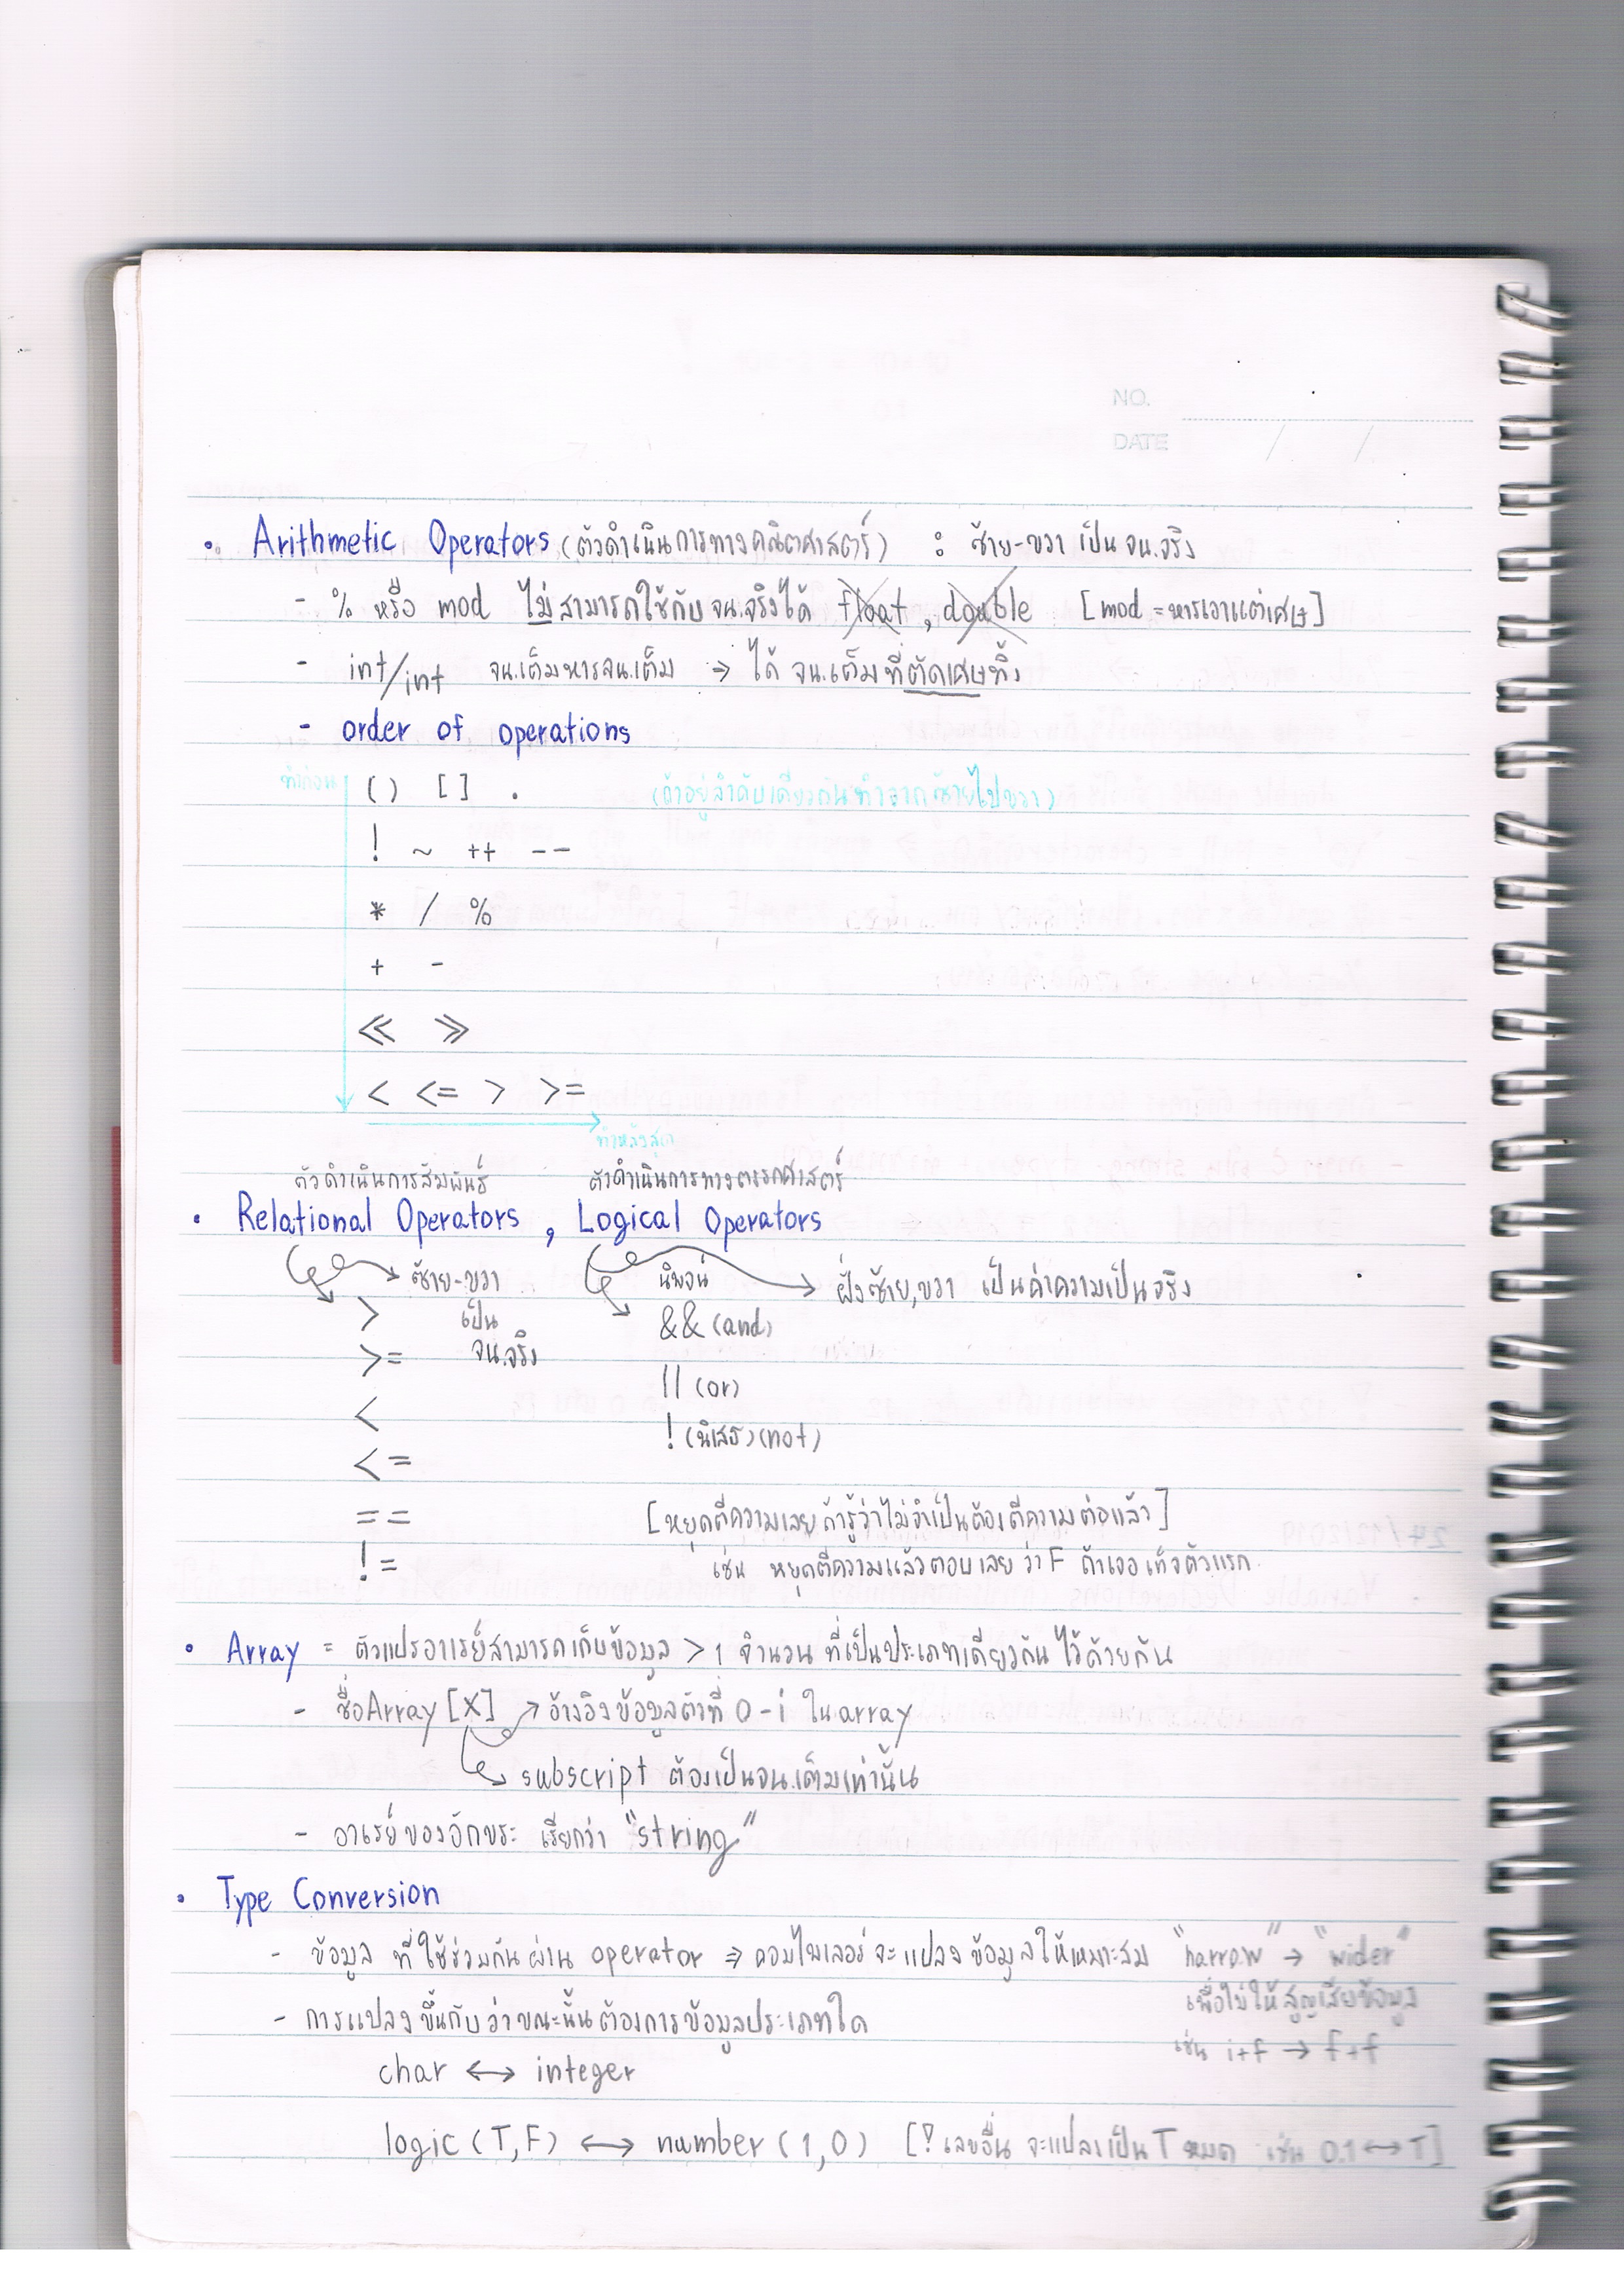 NO.
DATE / /
• Arithmetic Operators (ตัวดำเนินการทางคณิตศาสตร์) : ซ้าย-ขวา เป็น จน.จริง
- % หรือ mod ไม่สามารถใช้กับ จน.จริงได้ float , double [mod = หารเอาแต่เศษ]
- int/int จน.เต็มหารจน.เต็ม ⇒ ได้ จน.เต็มที่ตัดเศษทิ้ง
- order of operations
ทำก่อน ( ) [ ] . (ถ้าอยู่ลำดับเดียวกันทำจากซ้ายไปขวา)
! ~ ++ --
* / %
+ -
<< >>
< <= > >=
ทำหลังสุด
ตัวดำเนินการสัมพันธ์ ตัวดำเนินการทางตรรกศาสตร์
• Relational Operators , Logical Operators
ซ้าย-ขวา นิพจน์ → ฝั่งซ้าย,ขวา เป็นค่าความเป็นจริง
> เป็น && (and)
>= จน.จริง
|| (or)
<
! (นิเสธ) (not)
<=
== [หยุดตีความเลยถ้ารู้ว่าไม่จำเป็นต้องตีความต่อแล้ว]
!= เช่น หยุดตีความแล้วตอบเลย ว่า F ถ้าเจอ เท็จตัวแรก
• Array = ตัวแปรอาเรย์สามารถเก็บข้อมูล > 1 จำนวน ที่เป็นประเภทเดียวกัน ไว้ด้วยกัน
- ชื่อArray [X] → อ้างอิงข้อมูลตัวที่ 0-i ใน array
subscript ต้องเป็นจน.เต็มเท่านั้น
- อาเรย์ของอักขระ เรียกว่า "string"
• Type Conversion
- ข้อมูล ที่ใช้ร่วมกันผ่าน operator ⇒ คอมไพเลอร์จะแปลงข้อมูลให้เหมาะสม "narrow" → "wider"
เพื่อไม่ให้สูญเสียข้อมูล
- การแปลงขึ้นกับว่าขณะนั้นต้องการข้อมูลประเภทใด
เช่น i+f → f+f
char ↔ integer
logic (T,F) ↔ number (1,0) [? เลขอื่น จะแปลงเป็น T หมด เช่น 0.1 ↔ T]